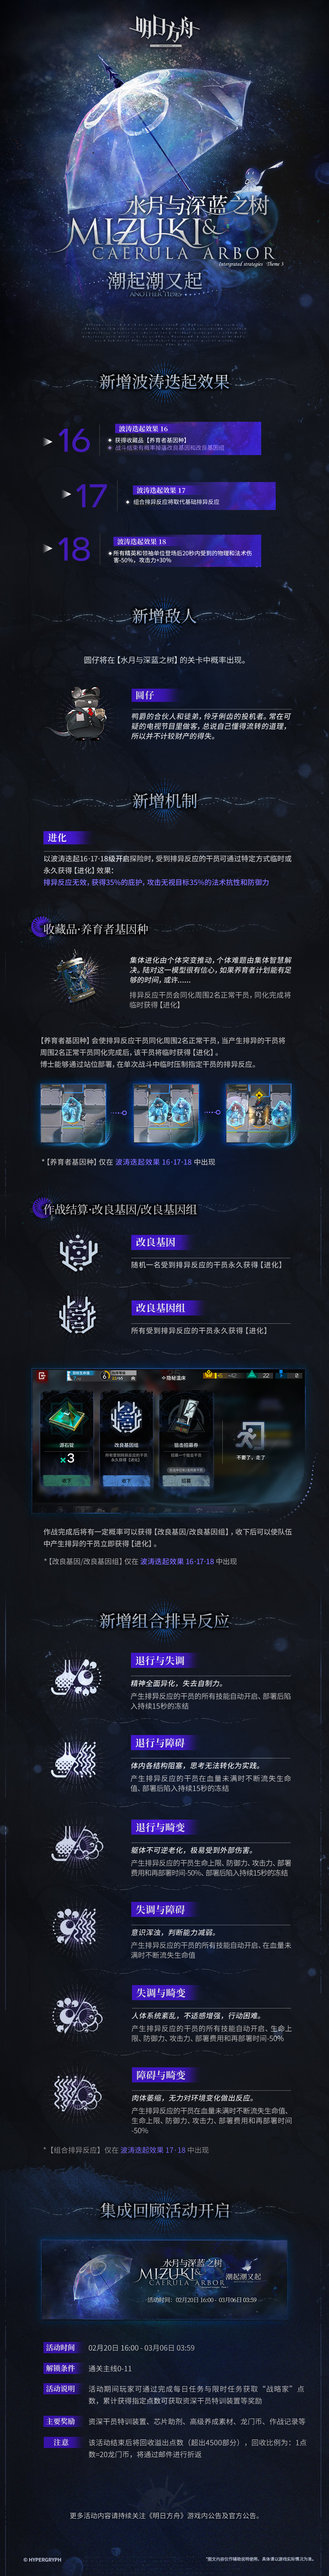 明日方舟
ARKNIGHTS
水月与深蓝之树
MIZUKI&
CAERULA ARBOR
Integrated strategies Theme 3
潮起潮又起
ANOTHER TIDES
新增波涛迭起效果
16
波涛迭起效果 16
获得收藏品【养育者基因种】
战斗结束有概率掉落改良基因和改良基因组
17
波涛迭起效果 17
组合排异反应将取代基础排异反应
18
波涛迭起效果 18
所有精英和领袖单位登场后20秒内受到的物理和法术伤
害-50%，攻击力+30%
新增敌人
圆仔将在【水月与深蓝之树】的关卡中概率出现。
圆仔
鸭爵的合伙人和徒弟，伶牙俐齿的投机者。常在可
疑的电视节目里做客，总说自己懂得流转的道理，
所以并不计较财产的得失。
新增机制
进化
以波涛迭起16·17·18级开启探险时，受到排异反应的干员可通过特定方式临时或
永久获得【进化】效果：
排异反应无效，获得35%的庇护，攻击无视目标35%的法术抗性和防御力
收藏品·养育者基因种
集体进化由个体突变推动，个体难题由集体智慧解
决。陆对这一模型很有信心，如果养育者计划能有足
够的时间，或许……
排异反应干员会同化周围2名正常干员，同化完成将
临时获得【进化】
【养育者基因种】会使排异反应干员同化周围2名正常干员，当产生排异的干员将
周围2名正常干员同化完成后，该干员将临时获得【进化】。
博士能够通过站位部署，在单次战斗中临时压制指定干员的排异反应。
*【养育者基因种】仅在 波涛迭起效果 16·17·18 中出现
作战结算·改良基因/改良基因组
改良基因
随机一名受到排异反应的干员永久获得【进化】
改良基因组
所有受到排异反应的干员永久获得【进化】
源石锭
×3
收下
改良基因组
收下
狙击招募券
招募
不要了，走了
作战完成后将有一定概率可以获得【改良基因/改良基因组】，收下后可以使队伍
中产生排异的干员立即获得【进化】。
*【改良基因/改良基因组】仅在 波涛迭起效果 16·17·18 中出现
新增组合排异反应
退行与失调
精神全面异化，失去自制力。
产生排异反应的干员的所有技能自动开启、部署后陷
入持续15秒的冻结
退行与障碍
体内各结构阻塞，思考无法转化为实践。
产生排异反应的干员在血量未满时不断流失生命
值、部署后陷入持续15秒的冻结
退行与畸变
躯体不可逆老化，极易受到外部伤害。
产生排异反应的干员生命上限、防御力、攻击力、部署
费用和再部署时间-50%、部署后陷入持续15秒的冻结
失调与障碍
意识浑浊，判断能力减弱。
产生排异反应的干员的所有技能自动开启、在血量未
满时不断流失生命值
失调与畸变
人体系统紊乱，不适感增强，行动困难。
产生排异反应的干员的所有技能自动开启、生命上
限、防御力、攻击力、部署费用和再部署时间-50%
障碍与畸变
肉体萎缩，无力对环境变化做出反应。
产生排异反应的干员在血量未满时不断流失生命值、
生命上限、防御力、攻击力、部署费用和再部署时间
-50%
*【组合排异反应】仅在 波涛迭起效果 17·18 中出现
集成回顾活动开启
水月与深蓝之树
MIZUKI&
CAERULA ARBOR
潮起潮又起
活动时间：02月20日 16:00 - 03月06日 03:59
活动时间 02月20日 16:00 - 03月06日 03:59
解锁条件 通关主线0-11
活动说明 活动期间玩家可通过完成每日任务与限时任务获取“战略家”点
数，累计获得指定点数可获取资深干员特训装置等奖励
主要奖励 资深干员特训装置、芯片助剂、高级养成素材、龙门币、作战记录等
注意 该活动结束后将回收溢出点数（超出4500部分），回收比例为：1点
数=20龙门币，将通过邮件进行折返
更多活动内容请持续关注《明日方舟》游戏内公告及官方公告。
© HYPERGRYPH
*图文内容仅作辅助说明使用，具体请以游戏实际情况为准。